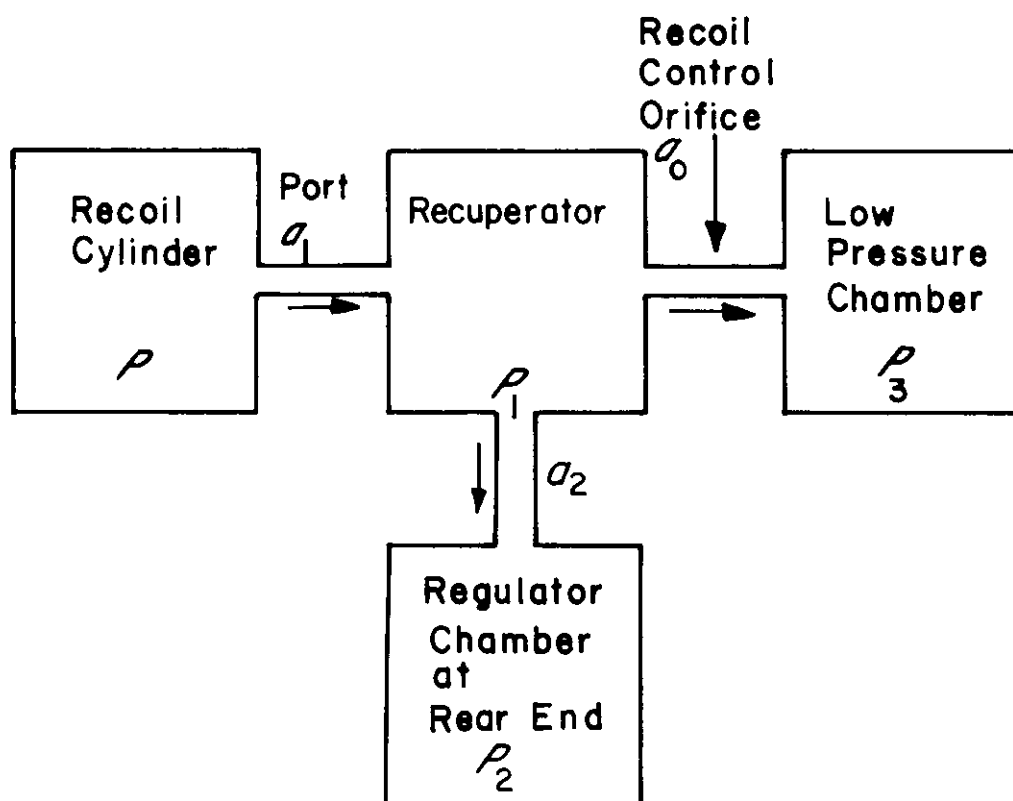 Recoil
Control
Orifice
a0
Port
a1
Recoil
Cylinder
P
Recuperator
P1
Low
Pressure
Chamber
P3
a2
Regulator
Chamber
at
Rear End
P2